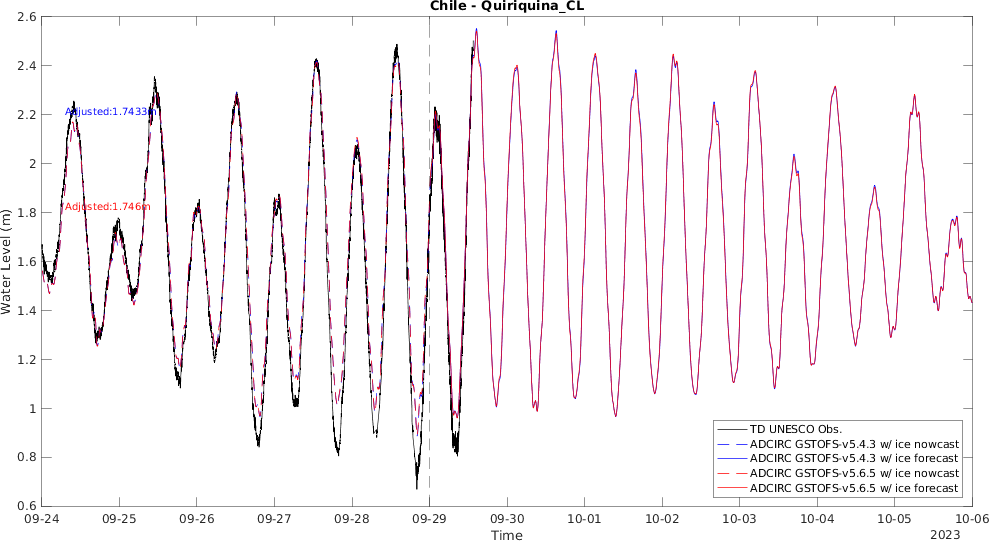 Chile - Quiriquina_CL
2.6
2.4
2.2
2
1.8
1.6
1.4
1.2
1
0.8
0.6
Water Level (m)
Adjusted:1.7433m
Adjusted:1.746m
TD UNESCO Obs.
ADCIRC GSTOFS-v5.4.3 w/ ice nowcast
ADCIRC GSTOFS-v5.4.3 w/ ice forecast
ADCIRC GSTOFS-v5.6.5 w/ ice nowcast
ADCIRC GSTOFS-v5.6.5 w/ ice forecast
09-24 09-25 09-26 09-27 09-28 09-29 09-30 10-01 10-02 10-03 10-04 10-05 10-06
Time
2023